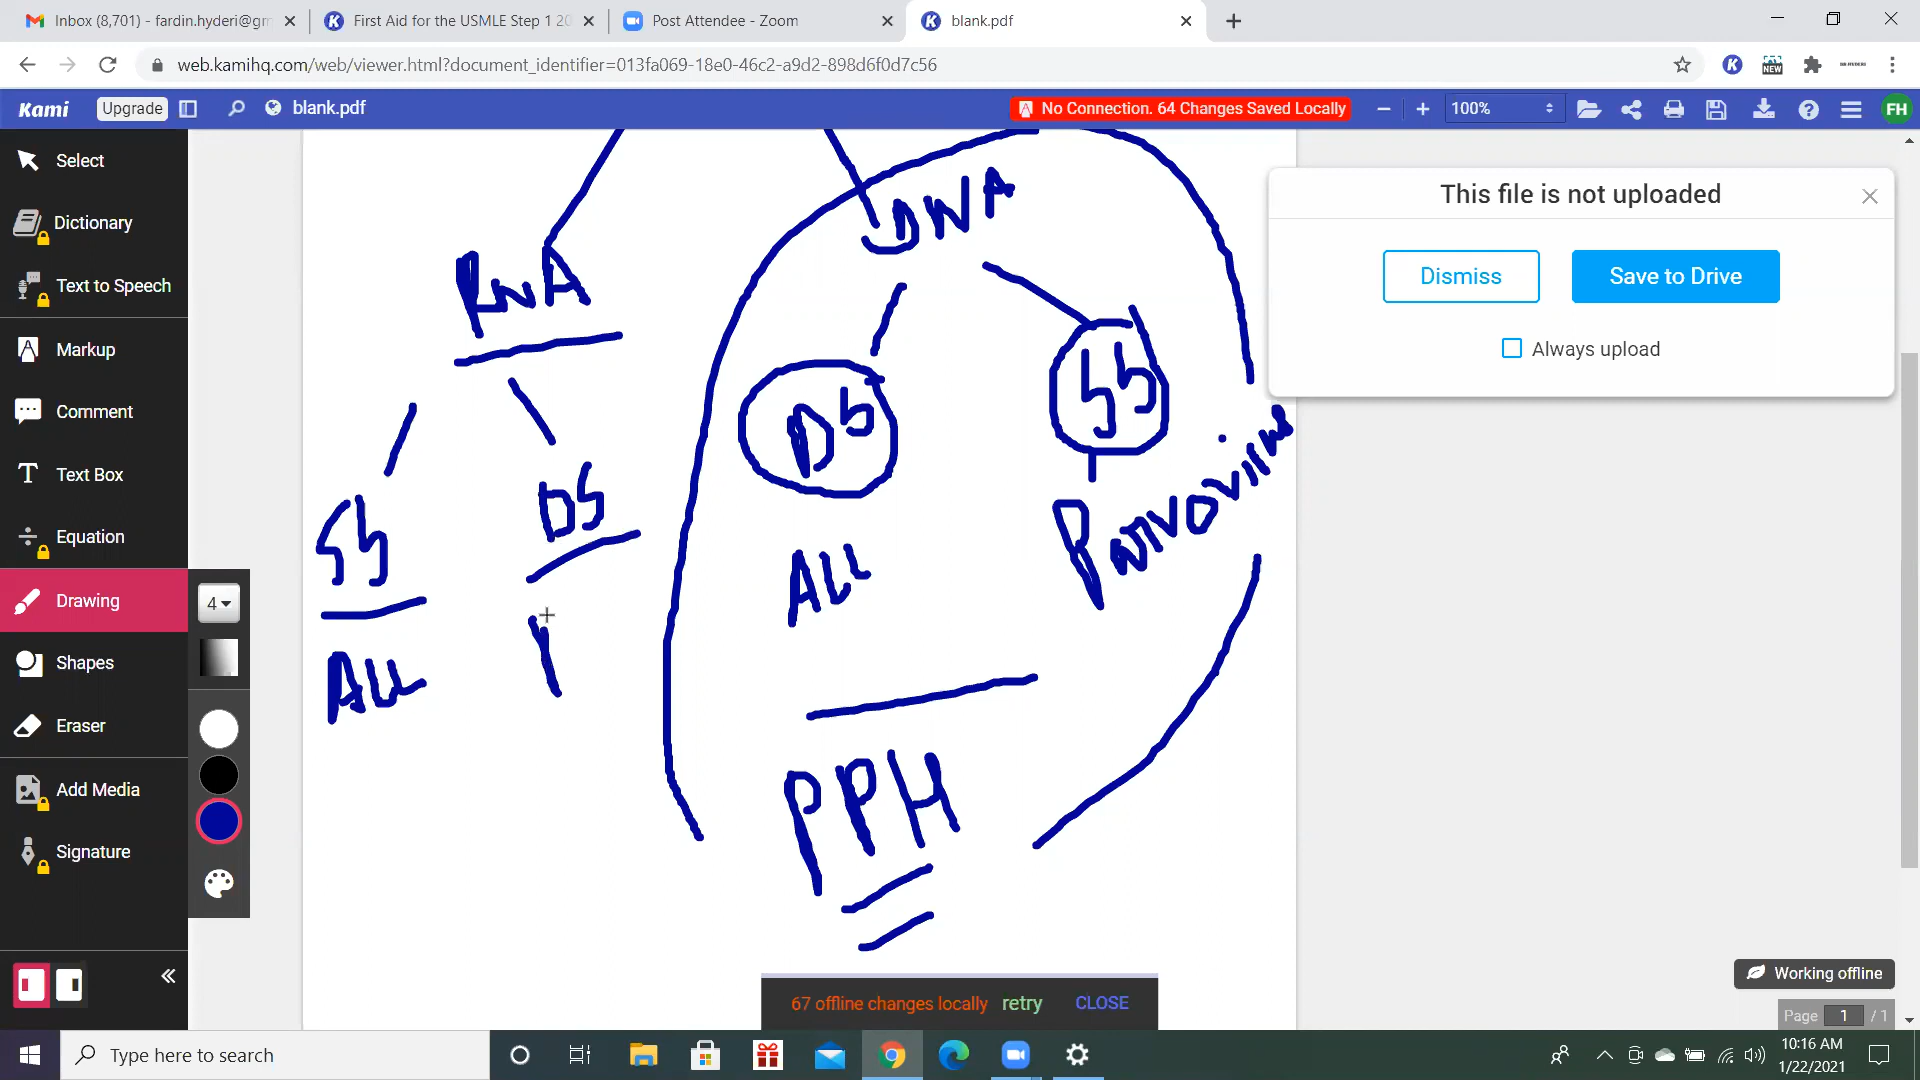 Inbox (8,701) - fardin.hyderi@gm
First Aid for the USMLE Step 1 20
Post Attendee - Zoom
blank.pdf
web.kamihq.com/web/viewer.html?document_identifier=013fa069-18e0-46c2-a9d2-898d6f0d7c56
NEW
Kami
Upgrade
blank.pdf
No Connection. 64 Changes Saved Locally
100%
FH
Select
Dictionary
Text to Speech
Markup
Comment
Text Box
Equation
Drawing
4
Shapes
Eraser
Add Media
Signature
This file is not uploaded
Dismiss
Save to Drive
Always upload
DNA
RNA
DS
SS
Parvovirus
SS
DS
ALL
ALL
PPH
67 offline changes locally retry CLOSE
Working offline
Page 1 / 1
Type here to search
10:16 AM
1/22/2021